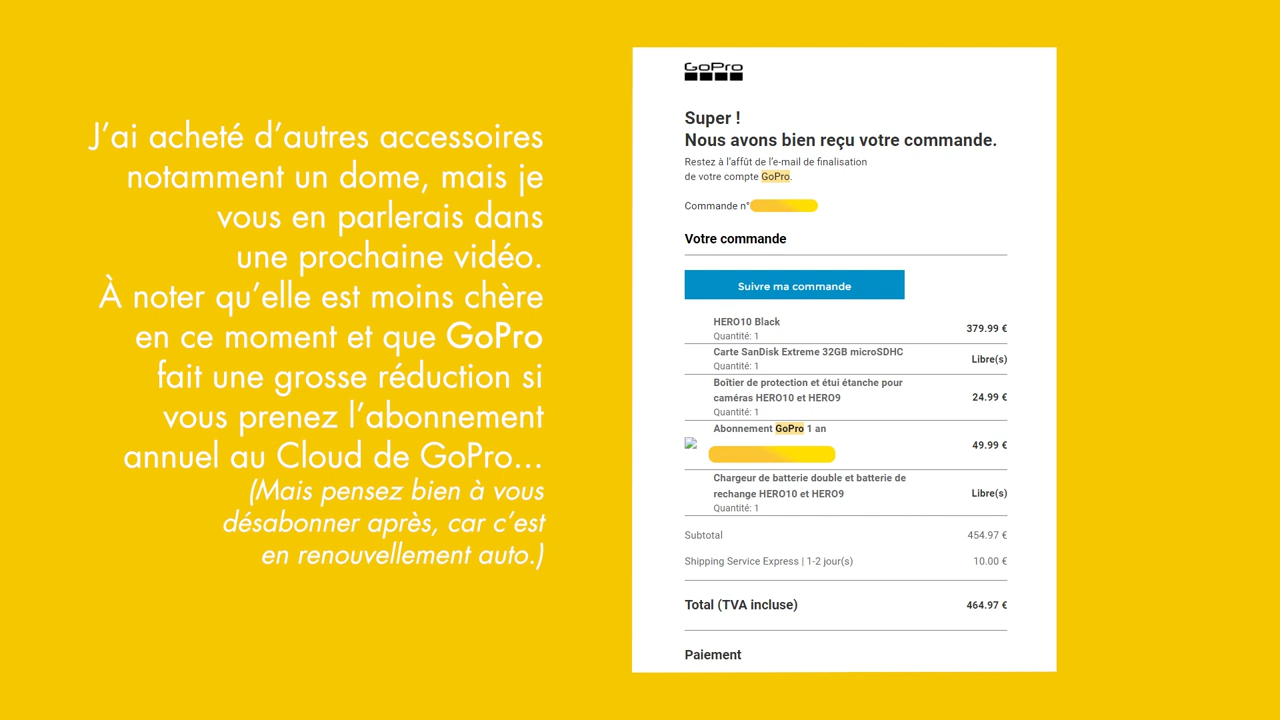 J’ai acheté d’autres accessoires
notamment un dome, mais je
vous en parlerais dans
une prochaine vidéo.
À noter qu’elle est moins chère
en ce moment et que GoPro
fait une grosse réduction si
vous prenez l’abonnement
annuel au Cloud de GoPro...
(Mais pensez bien à vous
désabonner après, car c’est
en renouvellement auto.)
GoPro
Super !
Nous avons bien reçu votre commande.
Restez à l’affût de l’e-mail de finalisation
de votre compte GoPro.
Commande n°
Votre commande
Suivre ma commande
HERO10 Black
Quantité: 1
379.99 €
Carte SanDisk Extreme 32GB microSDHC
Quantité: 1
Libre(s)
Boîtier de protection et étui étanche pour
caméras HERO10 et HERO9
Quantité: 1
24.99 €
Abonnement GoPro 1 an
49.99 €
Chargeur de batterie double et batterie de
rechange HERO10 et HERO9
Quantité: 1
Libre(s)
Subtotal 454.97 €
Shipping Service Express | 1-2 jour(s) 10.00 €
Total (TVA incluse) 464.97 €
Paiement